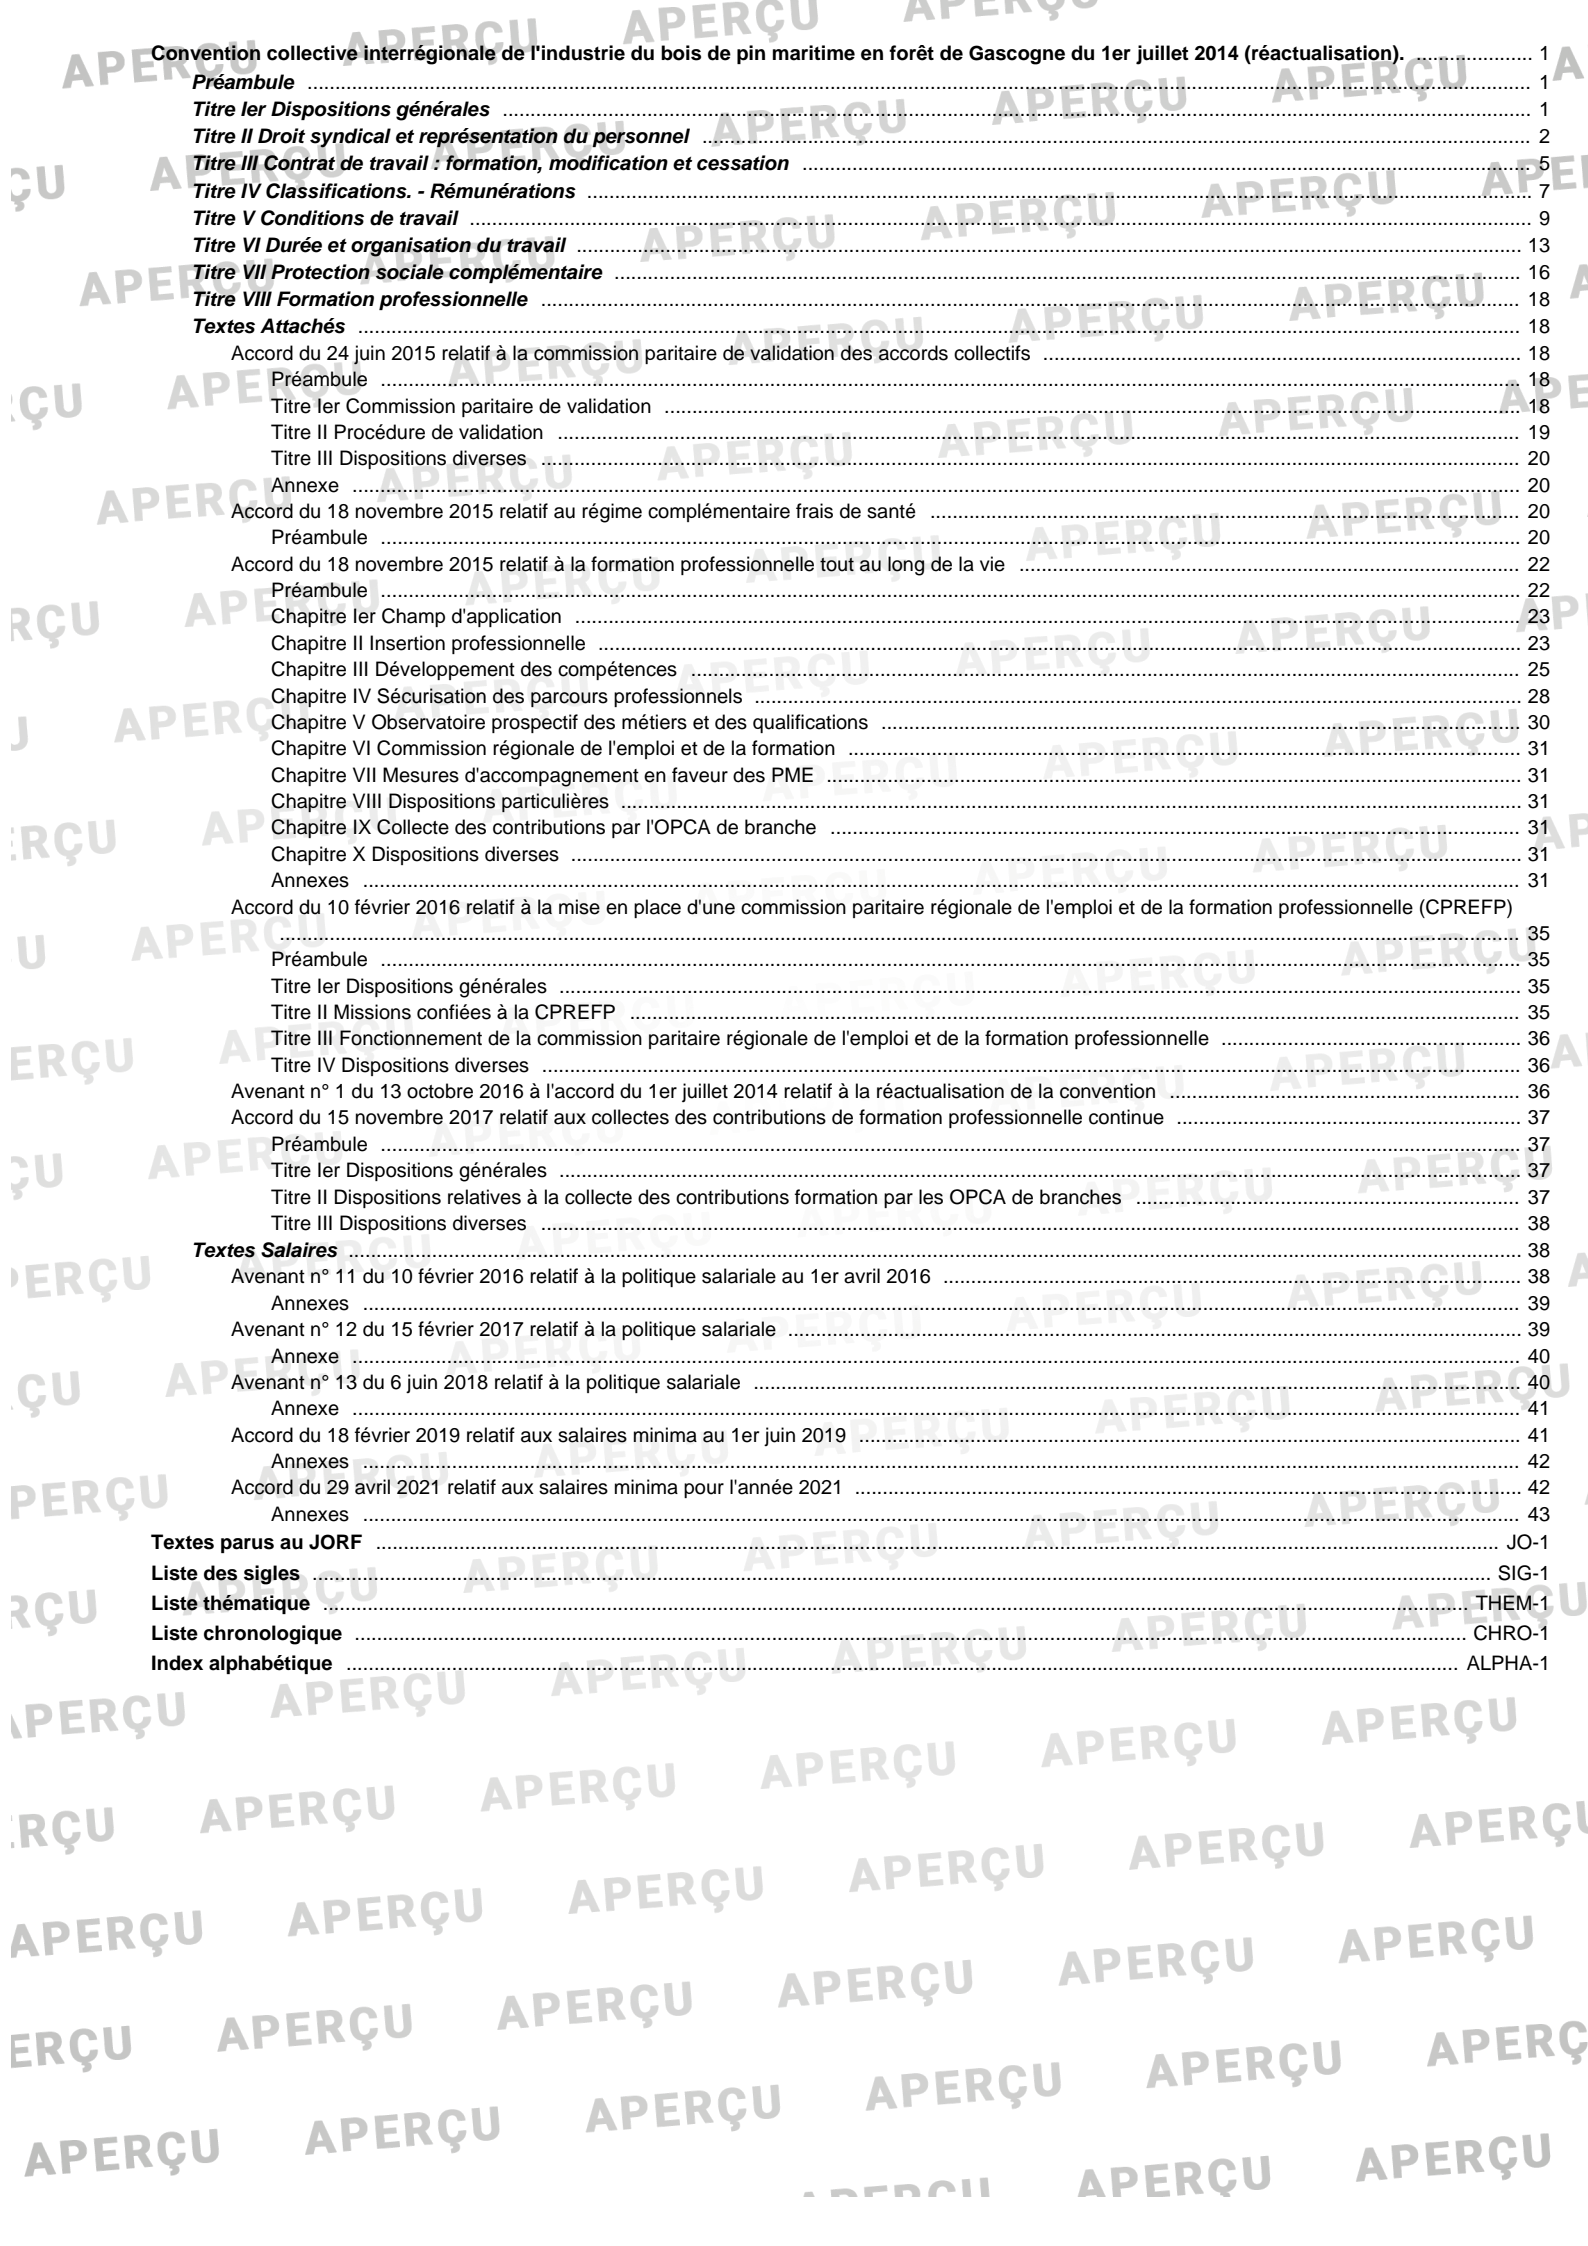 Convention collective interrégionale de l'industrie du bois de pin maritime en forêt de Gascogne du 1er juillet 2014 (réactualisation). 1
Préambule 1
Titre Ier Dispositions générales 1
Titre II Droit syndical et représentation du personnel 2
Titre III Contrat de travail : formation, modification et cessation 5
Titre IV Classifications. - Rémunérations 7
Titre V Conditions de travail 9
Titre VI Durée et organisation du travail 13
Titre VII Protection sociale complémentaire 16
Titre VIII Formation professionnelle 18
Textes Attachés 18
Accord du 24 juin 2015 relatif à la commission paritaire de validation des accords collectifs 18
Préambule 18
Titre Ier Commission paritaire de validation 18
Titre II Procédure de validation 19
Titre III Dispositions diverses 20
Annexe 20
Accord du 18 novembre 2015 relatif au régime complémentaire frais de santé 20
Préambule 20
Accord du 18 novembre 2015 relatif à la formation professionnelle tout au long de la vie 22
Préambule 22
Chapitre Ier Champ d'application 23
Chapitre II Insertion professionnelle 23
Chapitre III Développement des compétences 25
Chapitre IV Sécurisation des parcours professionnels 28
Chapitre V Observatoire prospectif des métiers et des qualifications 30
Chapitre VI Commission régionale de l'emploi et de la formation 31
Chapitre VII Mesures d'accompagnement en faveur des PME 31
Chapitre VIII Dispositions particulières 31
Chapitre IX Collecte des contributions par l'OPCA de branche 31
Chapitre X Dispositions diverses 31
Annexes 31
Accord du 10 février 2016 relatif à la mise en place d'une commission paritaire régionale de l'emploi et de la formation professionnelle (CPREFP)
35
Préambule 35
Titre Ier Dispositions générales 35
Titre II Missions confiées à la CPREFP 35
Titre III Fonctionnement de la commission paritaire régionale de l'emploi et de la formation professionnelle 36
Titre IV Dispositions diverses 36
Avenant n° 1 du 13 octobre 2016 à l'accord du 1er juillet 2014 relatif à la réactualisation de la convention 36
Accord du 15 novembre 2017 relatif aux collectes des contributions de formation professionnelle continue 37
Préambule 37
Titre Ier Dispositions générales 37
Titre II Dispositions relatives à la collecte des contributions formation par les OPCA de branches 37
Titre III Dispositions diverses 38
Textes Salaires 38
Avenant n° 11 du 10 février 2016 relatif à la politique salariale au 1er avril 2016 38
Annexes 39
Avenant n° 12 du 15 février 2017 relatif à la politique salariale 39
Annexe 40
Avenant n° 13 du 6 juin 2018 relatif à la politique salariale 40
Annexe 41
Accord du 18 février 2019 relatif aux salaires minima au 1er juin 2019 41
Annexes 42
Accord du 29 avril 2021 relatif aux salaires minima pour l'année 2021 42
Annexes 43
Textes parus au JORF JO-1
Liste des sigles SIG-1
Liste thématique THEM-1
Liste chronologique CHRO-1
Index alphabétique ALPHA-1
APERÇU